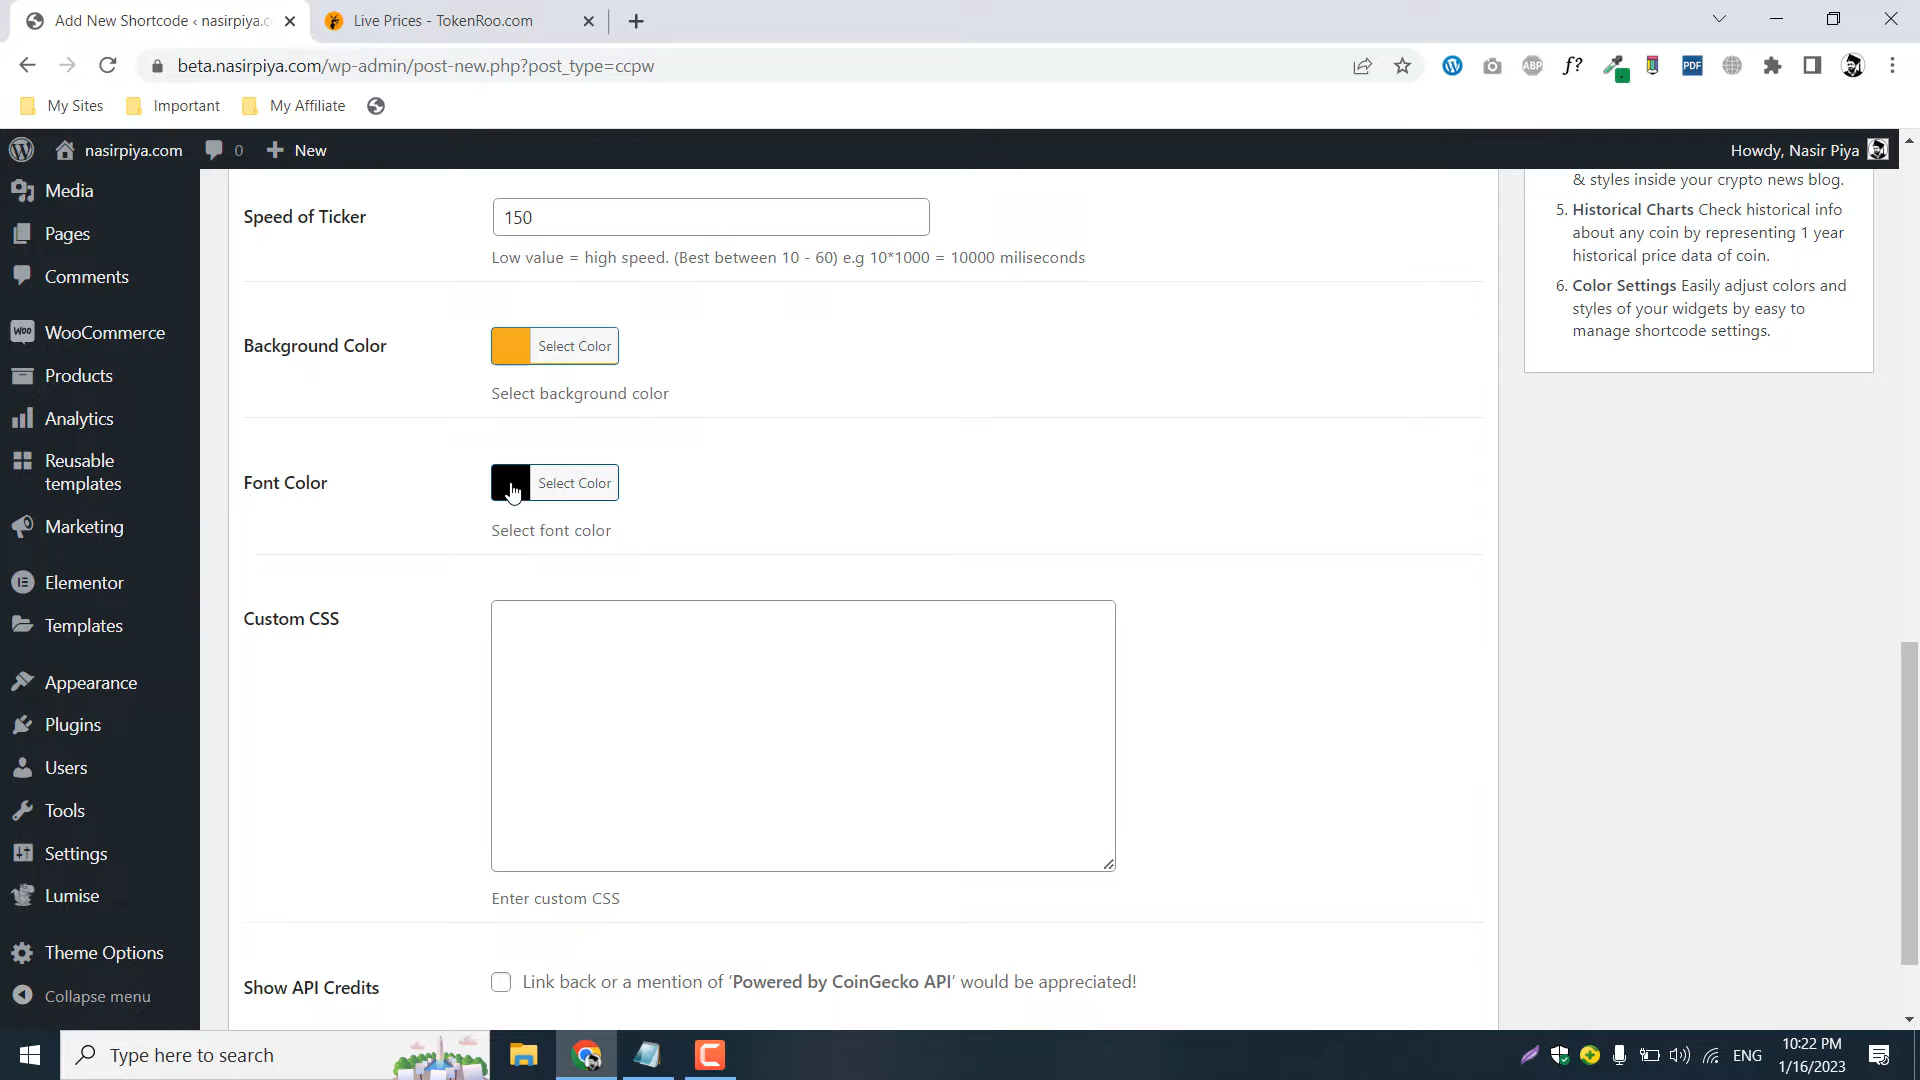 Add New Shortcode ‹ nasirpiya.c
Live Prices - TokenRoo.com
beta.nasirpiya.com/wp-admin/post-new.php?post_type=ccpw
ABP
f?
PDF
My Sites
Important
My Affiliate
nasirpiya.com
0
New
Howdy, Nasir Piya
Media
Pages
Comments
WooCommerce
Products
Analytics
Reusable
templates
Marketing
Elementor
Templates
Appearance
Plugins
Users
Tools
Settings
Lumise
Theme Options
Collapse menu
Speed of Ticker
150
Low value = high speed. (Best between 10 - 60) e.g 10*1000 = 10000 miliseconds
Background Color
Select Color
Select background color
Font Color
Select Color
Select font color
Custom CSS
Enter custom CSS
Show API Credits
Link back or a mention of ‘Powered by CoinGecko API’ would be appreciated!
& styles inside your crypto news blog.
5. Historical Charts Check historical info
about any coin by representing 1 year
historical price data of coin.
6. Color Settings Easily adjust colors and
styles of your widgets by easy to
manage shortcode settings.
Type here to search
ENG
10:22 PM
1/16/2023